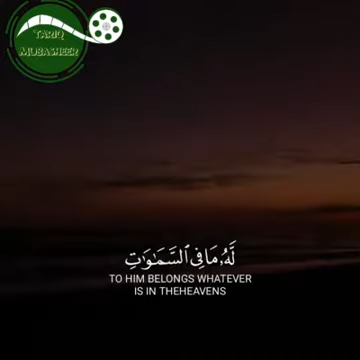 TARIQ
MUBASHEER
لَّهُۥ مَا فِي ٱلسَّمَٰوَٰتِ
TO HIM BELONGS WHATEVER
IS IN THEHEAVENS